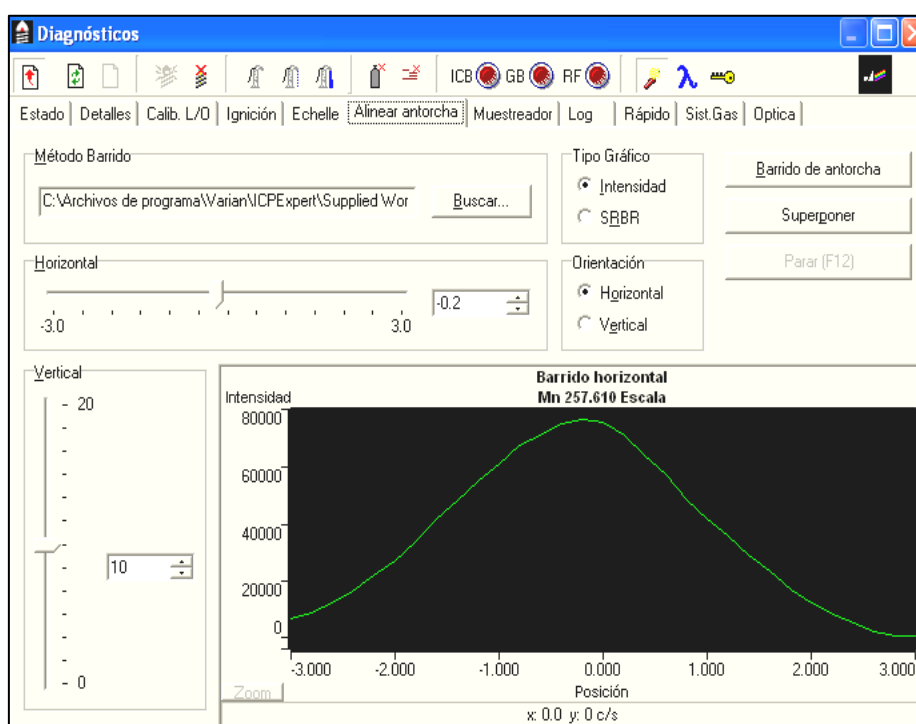 Diagnósticos
ICB GB RF λ
Estado Detalles Calib. L/O Ignición Echelle Alinear antorcha Muestreador Log Rápido Sist.Gas Optica
Método Barrido
C:\Archivos de programa\Varian\ICPExpert\Supplied Wor
Buscar...
Tipo Gráfico
Intensidad
SRBR
Barrido de antorcha
Superponer
Parar (F12)
Horizontal
-3.0 3.0
-0.2
Orientación
Horizontal
Vertical
Vertical
20
10
0
Barrido horizontal
Mn 257.610 Escala
Intensidad
80000
60000
40000
20000
0
-3.000 -2.000 -1.000 0.000 1.000 2.000 3.000
Posición
Zoom
x: 0.0 y: 0 c/s